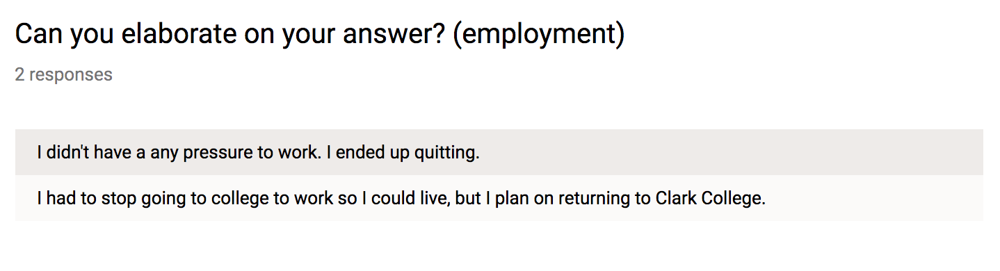 Can you elaborate on your answer? (employment)
2 responses
I didn't have a any pressure to work. I ended up quitting.
I had to stop going to college to work so I could live, but I plan on returning to Clark College.